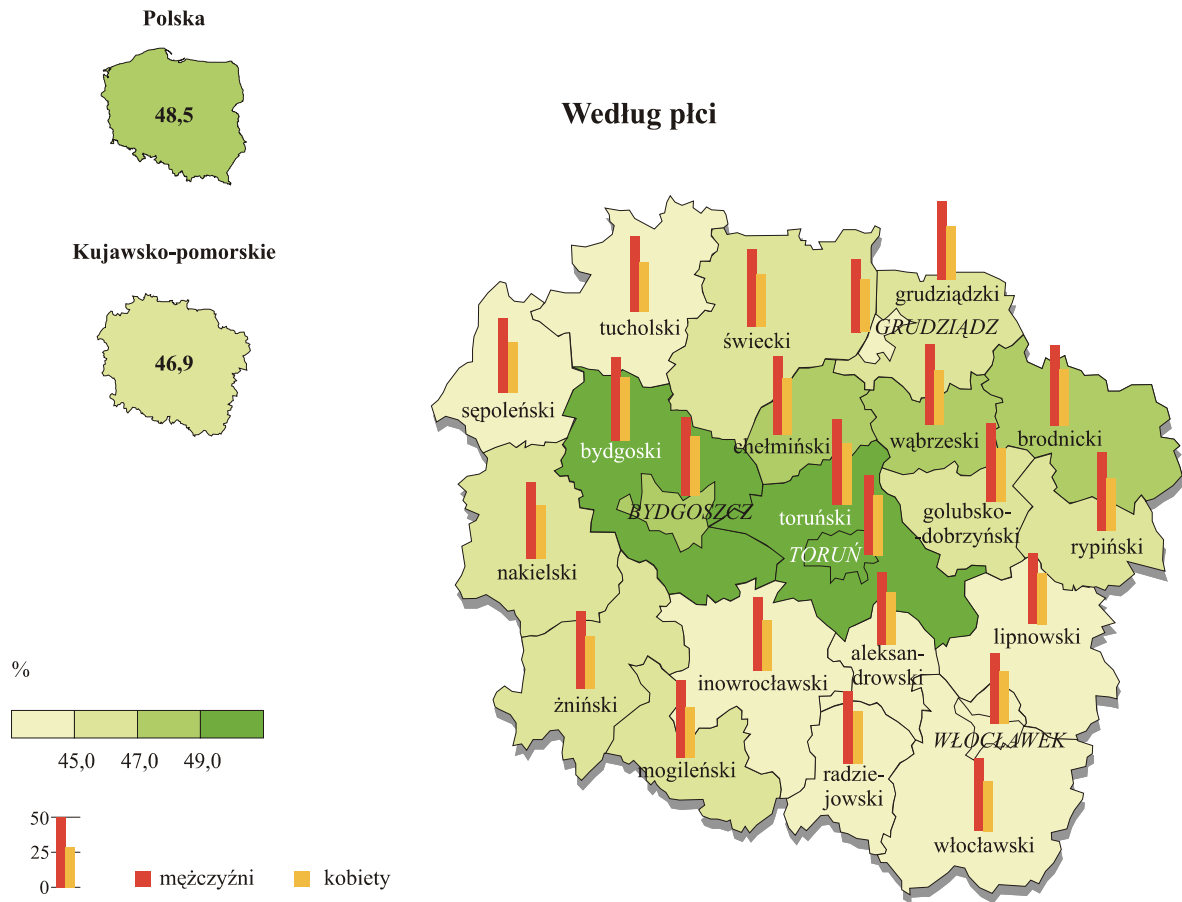 Polska
48,5
Według płci
Kujawsko-pomorskie
46,9
grudziądzki
GRUDZIĄDZ
tucholski
świecki
sępoleński
bydgoski
chełmiński
wąbrzeski
brodnicki
BYDGOSZCZ
toruński
golubsko-
-dobrzyński
TORUŃ
rypiński
nakielski
lipnowski
aleksan-
drowski
inowrocławski
żniński
WŁOCŁAWEK
mogileński
radzie-
jowski
włocławski
%
45,0 47,0 49,0
50
25
0
mężczyźni kobiety